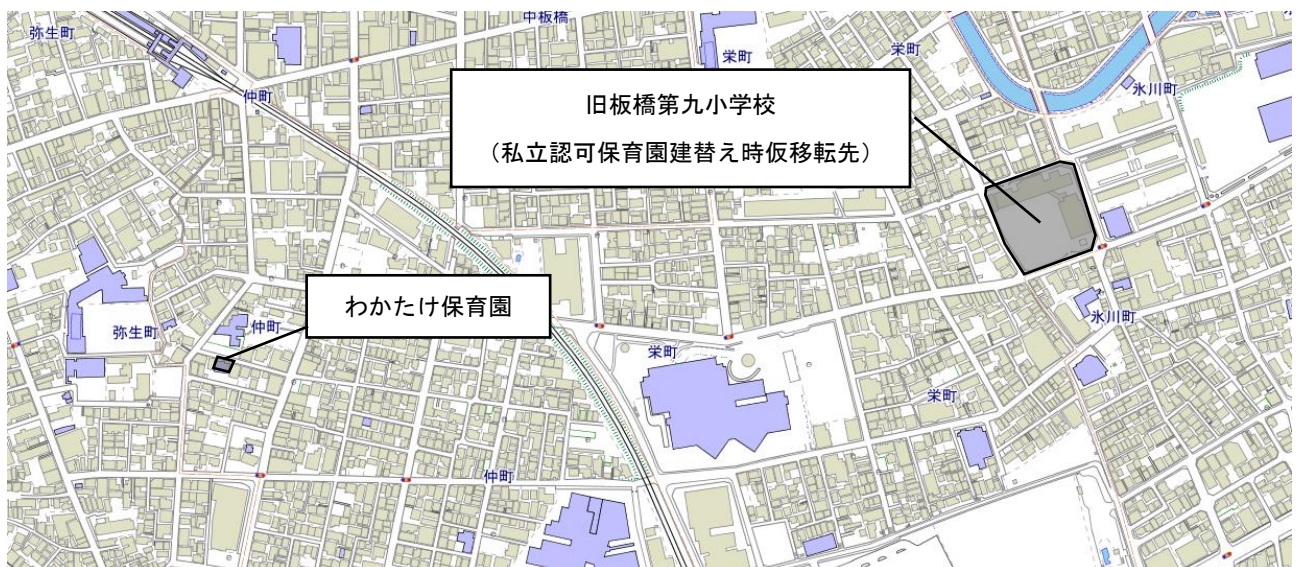 中板橋
弥生町
栄町
栄町
仲町
氷川町
旧板橋第九小学校
(私立認可保育園建替え時仮移転先)
わかたけ保育園
弥生町
仲町
氷川町
栄町
栄町
仲町